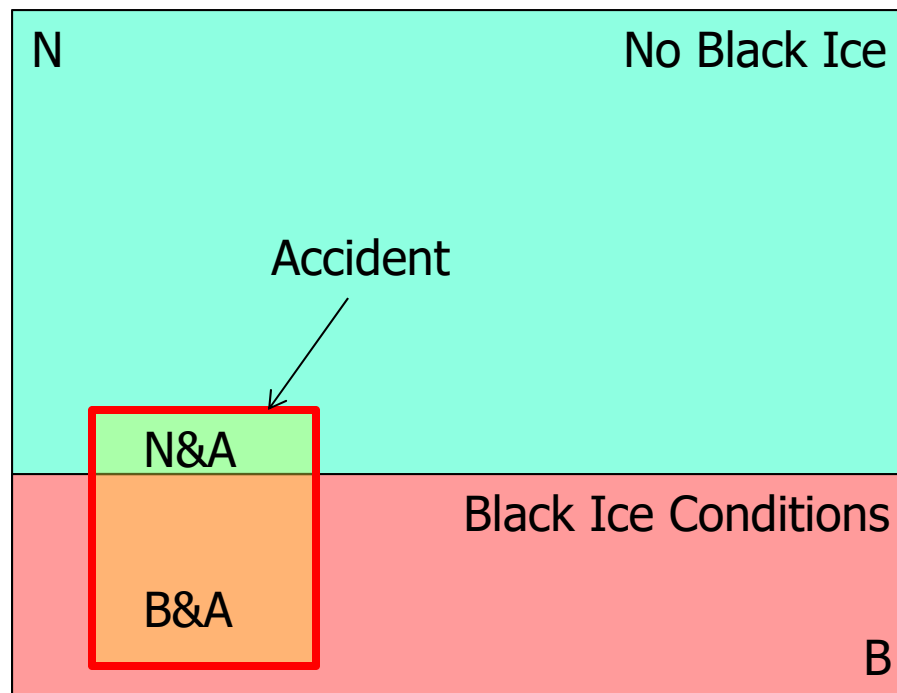 N
No Black Ice
Accident
N&A
Black Ice Conditions
B&A
B